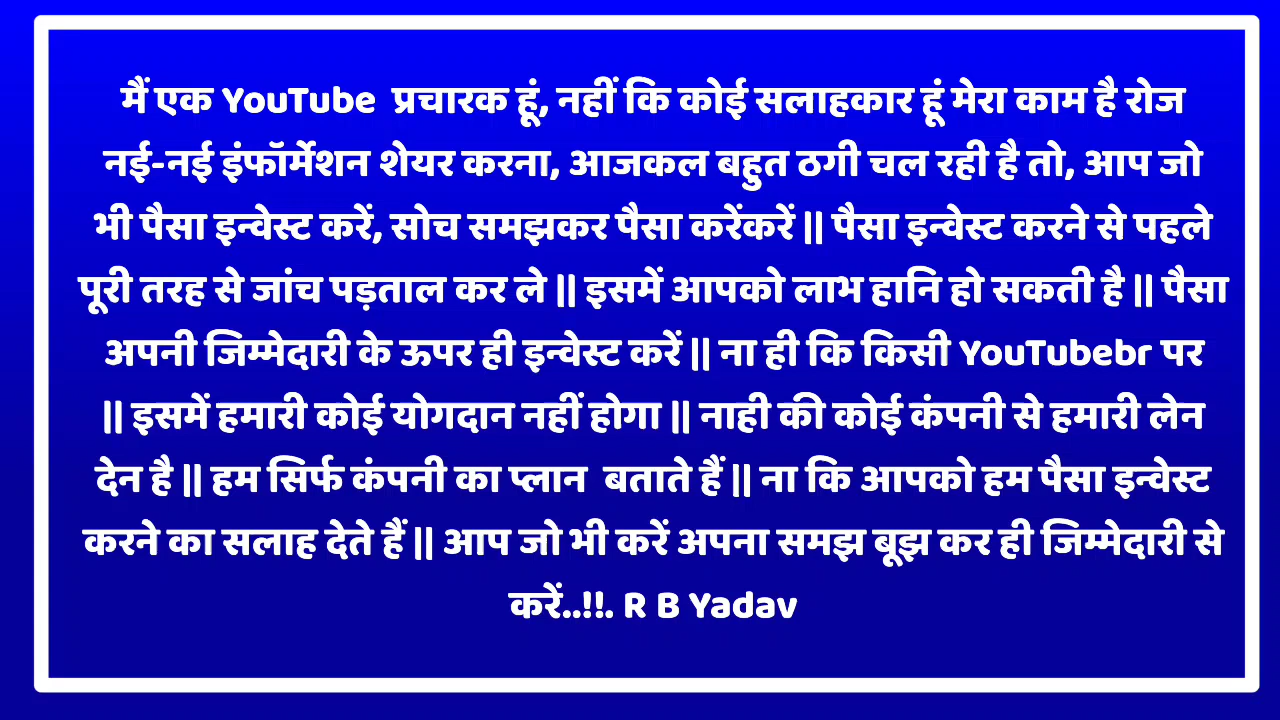 मैं एक YouTube प्रचारक हूं, नहीं कि कोई सलाहकार हूं मेरा काम है रोज
नई-नई इंफॉर्मेशन शेयर करना, आजकल बहुत ठगी चल रही है तो, आप जो
भी पैसा इन्वेस्ट करें, सोच समझकर पैसा करेंकरें || पैसा इन्वेस्ट करने से पहले
पूरी तरह से जांच पड़ताल कर ले || इसमें आपको लाभ हानि हो सकती है || पैसा
अपनी जिम्मेदारी के ऊपर ही इन्वेस्ट करें || ना ही कि किसी YouTubebr पर
|| इसमें हमारी कोई योगदान नहीं होगा || नाही की कोई कंपनी से हमारी लेन
देन है || हम सिर्फ कंपनी का प्लान बताते हैं || ना कि आपको हम पैसा इन्वेस्ट
करने का सलाह देते हैं || आप जो भी करें अपना समझ बूझ कर ही जिम्मेदारी से
करें..!!. R B Yadav